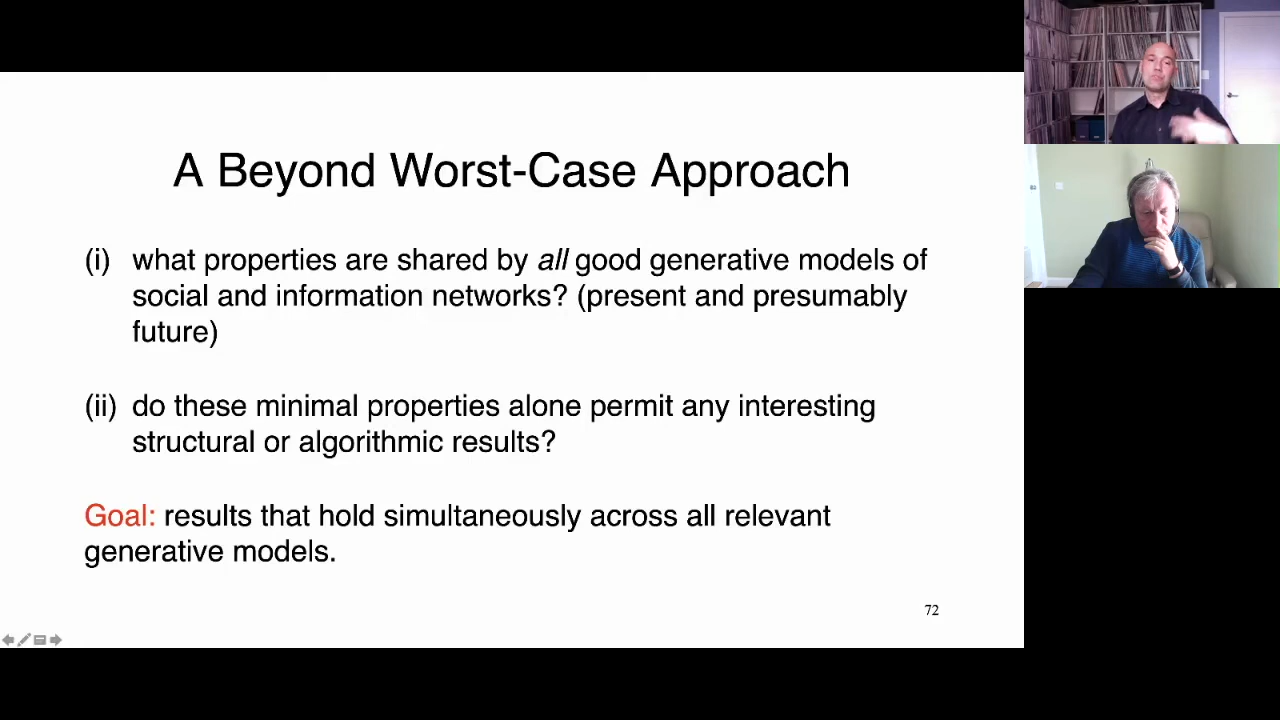 A Beyond Worst-Case Approach
(i) what properties are shared by all good generative models of
social and information networks? (present and presumably
future)
(ii) do these minimal properties alone permit any interesting
structural or algorithmic results?
Goal: results that hold simultaneously across all relevant
generative models.
72